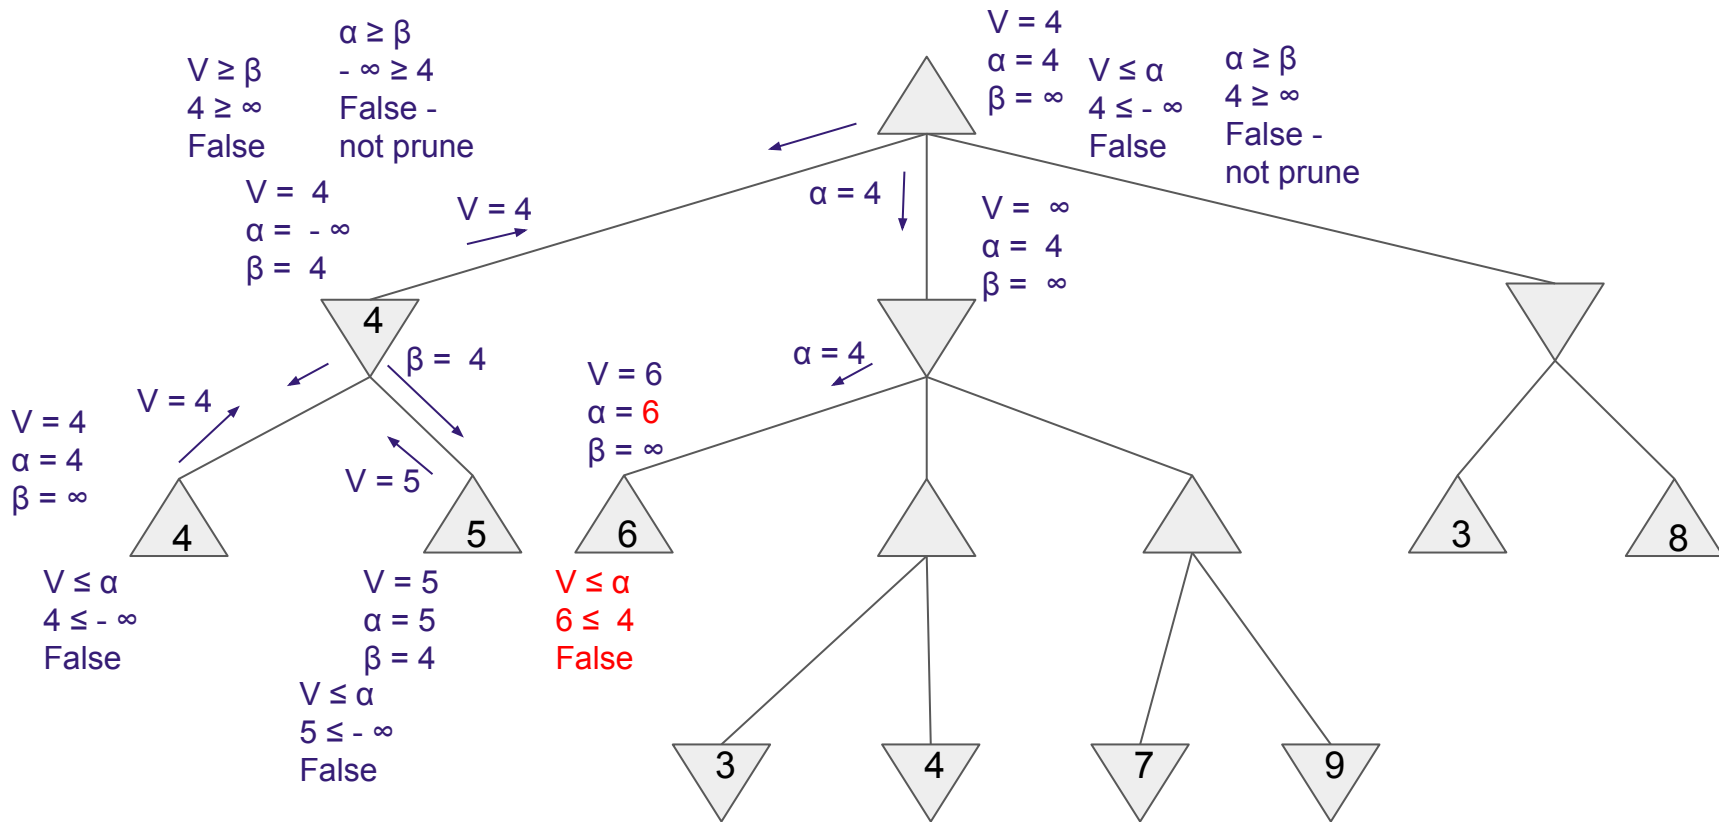 V ≥ β
4 ≥ ∞
False
α ≥ β
- ∞ ≥ 4
False -
not prune
V = 4
α = 4
β = ∞
V ≤ α
4 ≤ - ∞
False
α ≥ β
4 ≥ ∞
False -
not prune
V = 4
α = - ∞
β = 4
V = 4
α = 4
V = ∞
α = 4
β = ∞
4
β = 4
α = 4
V = 4
α = 4
β = ∞
V = 4
V = 5
V = 6
α = 6
β = ∞
4
5
6
3
8
V ≤ α
4 ≤ - ∞
False
V = 5
α = 5
β = 4
V ≤ α
5 ≤ - ∞
False
V ≤ α
6 ≤ 4
False
3
4
7
9